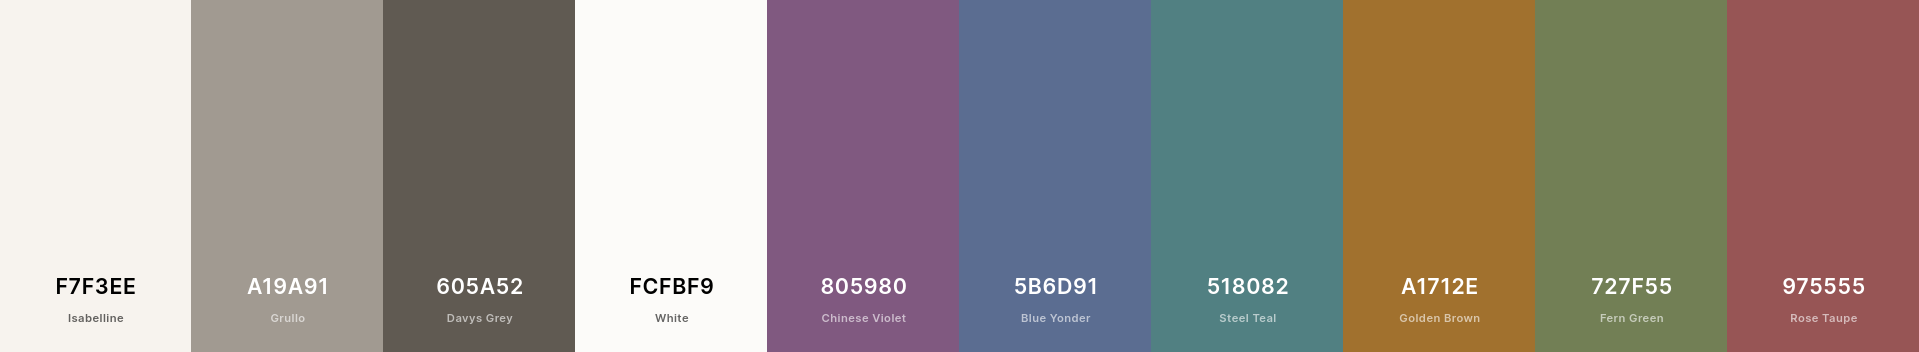 F7F3EE
Isabelline
A19A91
Grullo
605A52
Davys Grey
FCFBF9
White
805980
Chinese Violet
5B6D91
Blue Yonder
518082
Steel Teal
A1712E
Golden Brown
727F55
Fern Green
975555
Rose Taupe